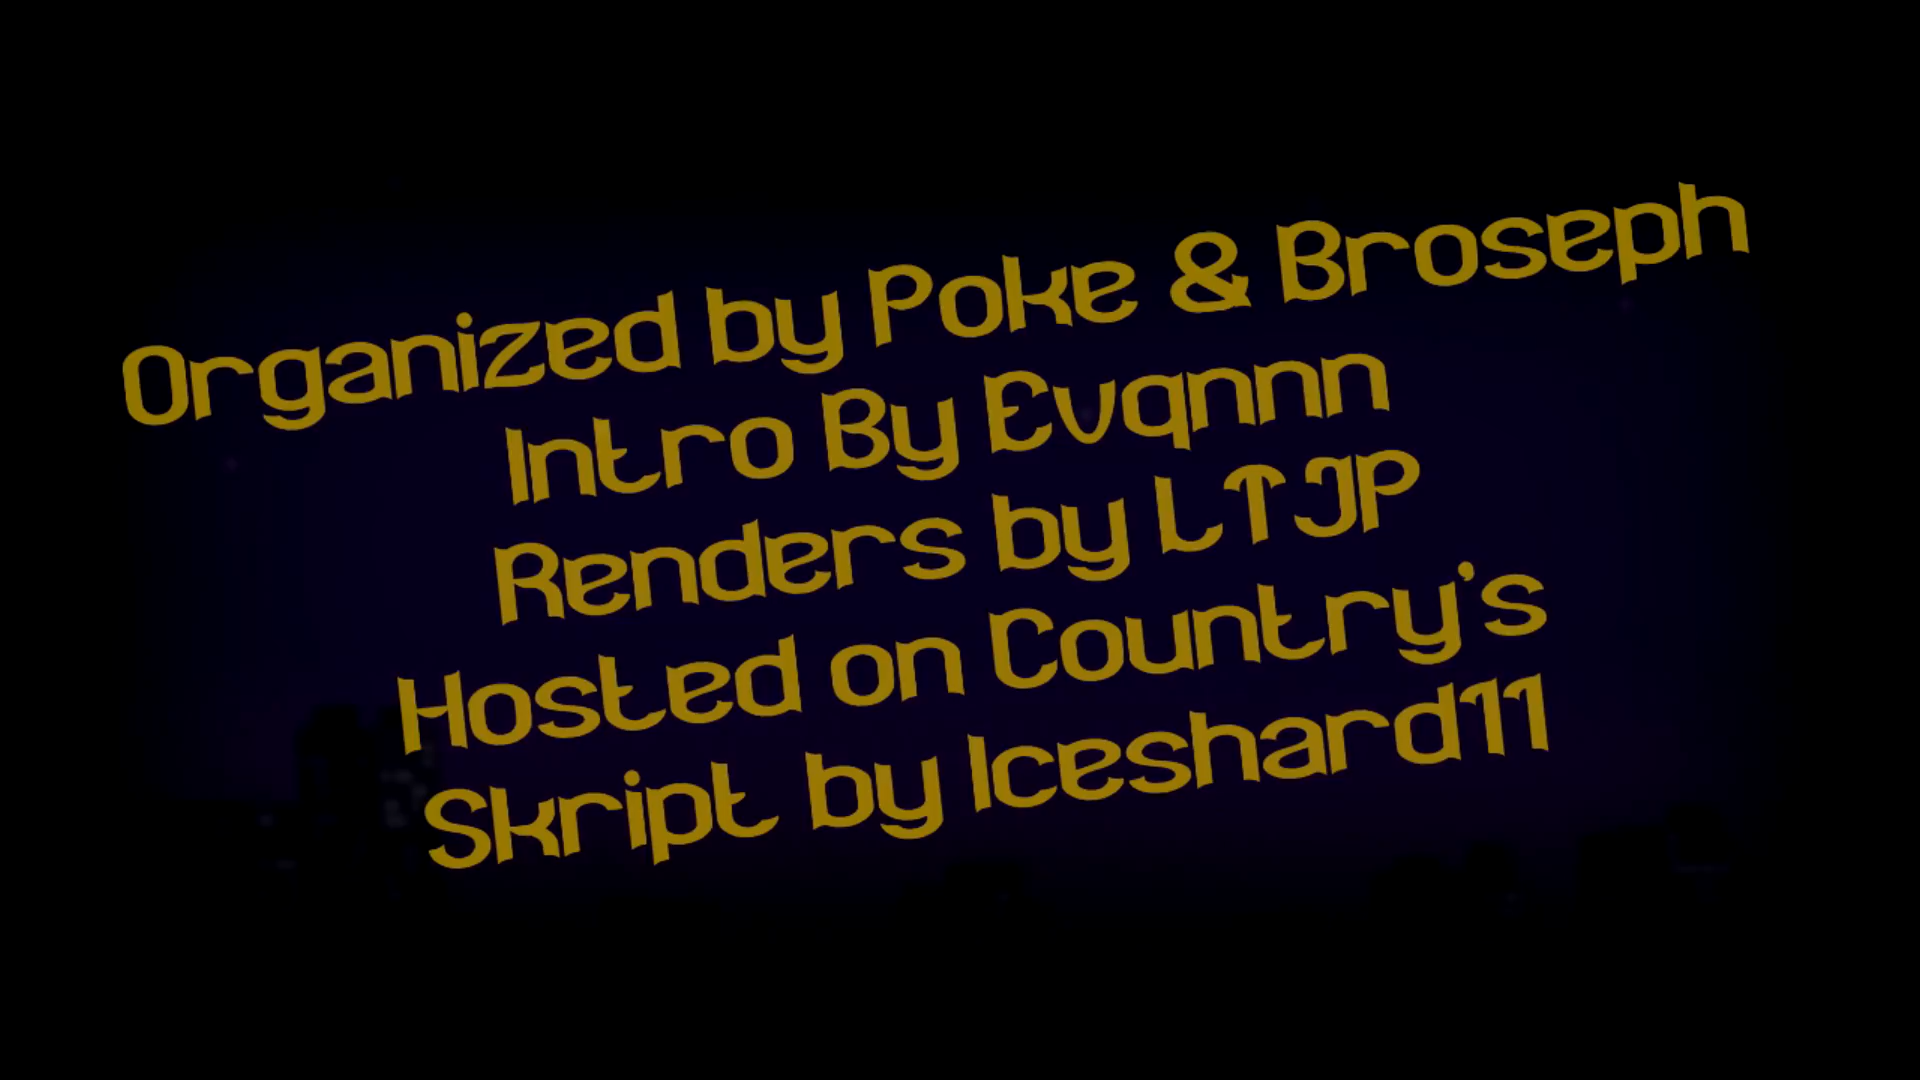 Organized by Poke & Broseph
Intro By Evqnnn
Renders by LTJP
Hosted on Country's
Skript by Iceshard11